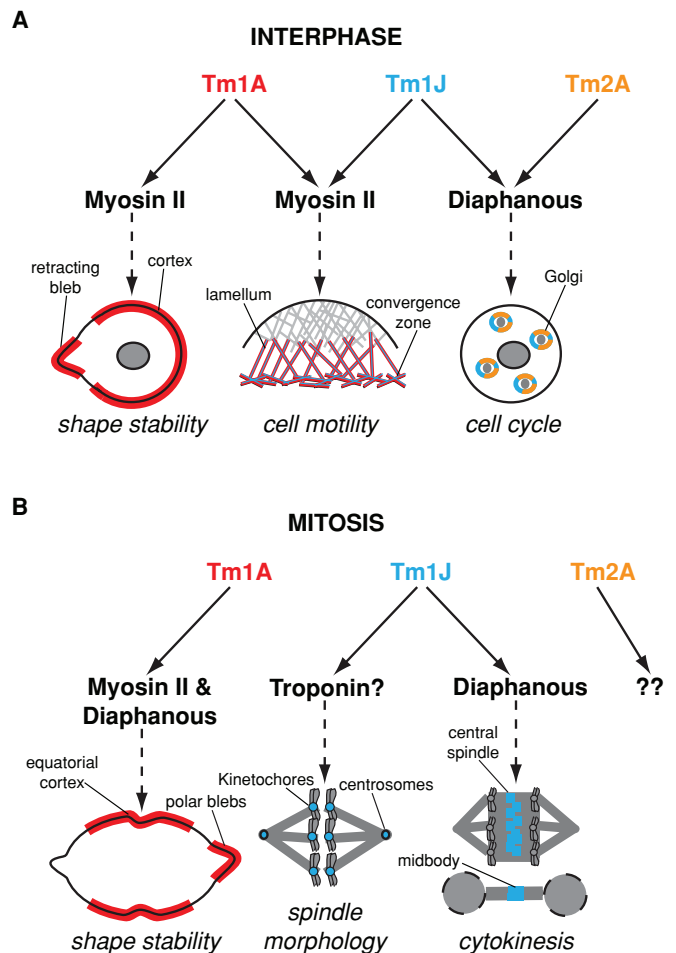 A
INTERPHASE
Tm1A Tm1J Tm2A
Myosin II Myosin II Diaphanous
retracting
bleb
cortex
lamellum
convergence
zone
Golgi
shape stability cell motility cell cycle
B
MITOSIS
Tm1A Tm1J Tm2A
Myosin II &
Diaphanous
Troponin? Diaphanous ??
equatorial
cortex
polar blebs
Kinetochores centrosomes
central
spindle
midbody
shape stability
spindle
morphology
cytokinesis